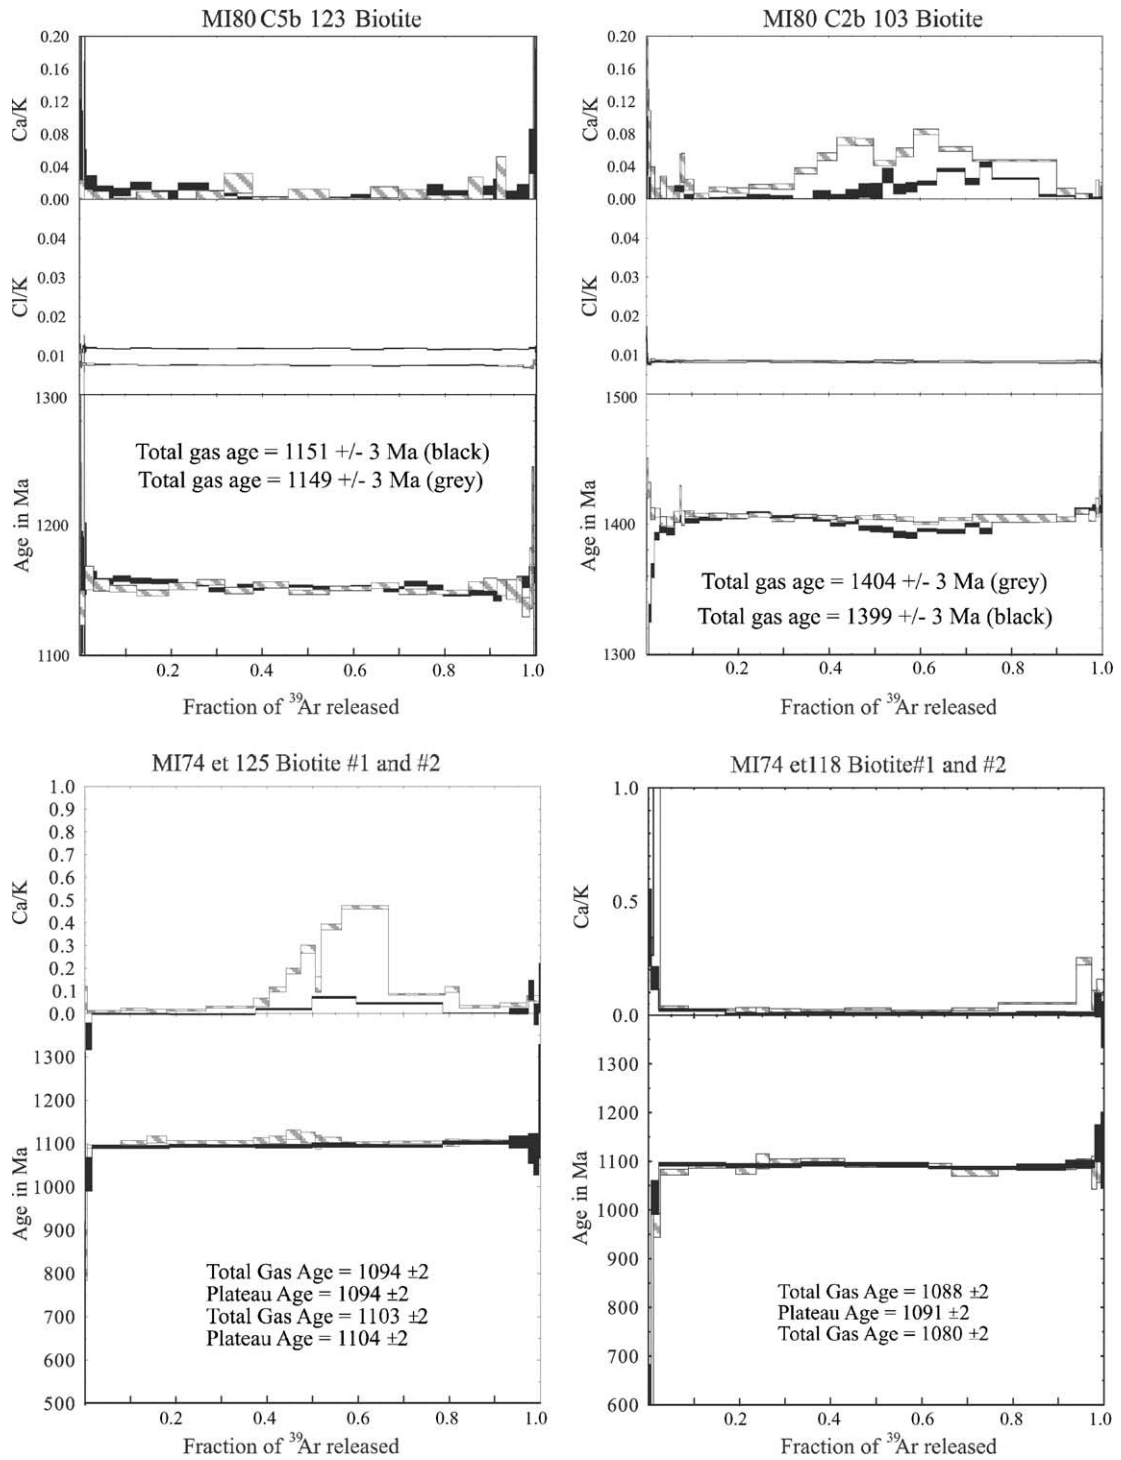 MI80 C5b 123 Biotite
0.20
0.16
0.12
0.08
0.04
0.00
Ca/K
0.04
0.03
0.02
0.01
Cl/K
1300
1200
1100
Age in Ma
Total gas age = 1151 +/- 3 Ma (black)
Total gas age = 1149 +/- 3 Ma (grey)
0.2 0.4 0.6 0.8 1.0
Fraction of ³⁹Ar released
MI80 C2b 103 Biotite
0.20
0.16
0.12
0.08
0.04
0.00
Ca/K
0.04
0.03
0.02
0.01
Cl/K
1500
1400
1300
Age in Ma
Total gas age = 1404 +/- 3 Ma (grey)
Total gas age = 1399 +/- 3 Ma (black)
0.2 0.4 0.6 0.8 1.0
Fraction of ³⁹Ar released
MI74 et 125 Biotite #1 and #2
1.0
0.9
0.8
0.7
0.6
0.5
0.4
0.3
0.2
0.1
0.0
Ca/K
1300
1200
1100
1000
900
800
700
600
500
Age in Ma
Total Gas Age = 1094 ±2
Plateau Age = 1094 ±2
Total Gas Age = 1103 ±2
Plateau Age = 1104 ±2
0.2 0.4 0.6 0.8 1.0
Fraction of ³⁹Ar released
MI74 et118 Biotite#1 and #2
1.0
0.5
0.0
Ca/K
1300
1200
1100
1000
900
800
700
600
Age in Ma
Total Gas Age = 1088 ±2
Plateau Age = 1091 ±2
Total Gas Age = 1080 ±2
0.2 0.4 0.6 0.8 1.0
Fraction of ³⁹Ar released